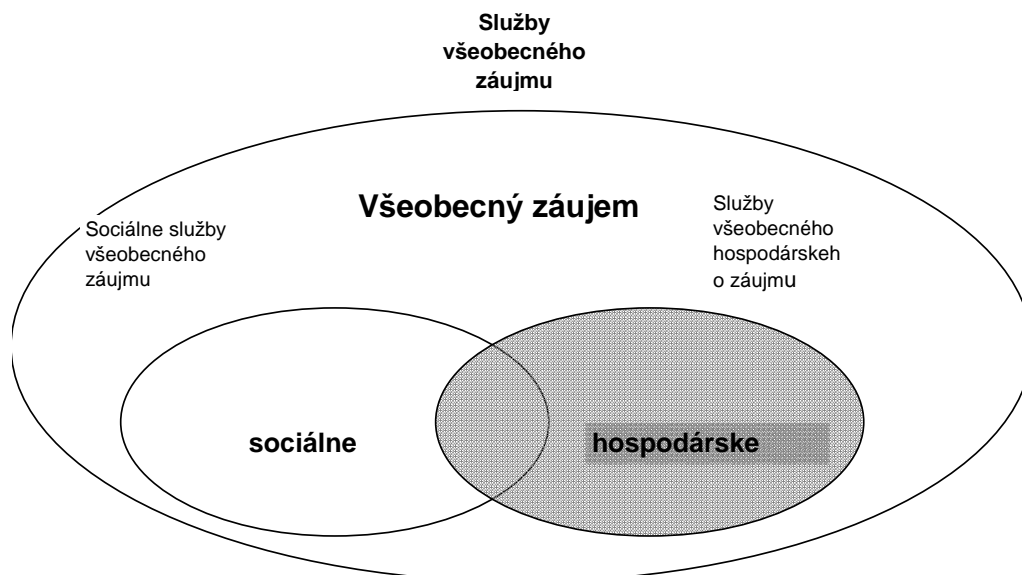 Služby
všeobecného
záujmu
Všeobecný záujem
Sociálne služby
všeobecného
záujmu
Služby
všeobecného
hospodárskeh
o záujmu
sociálne
hospodárske